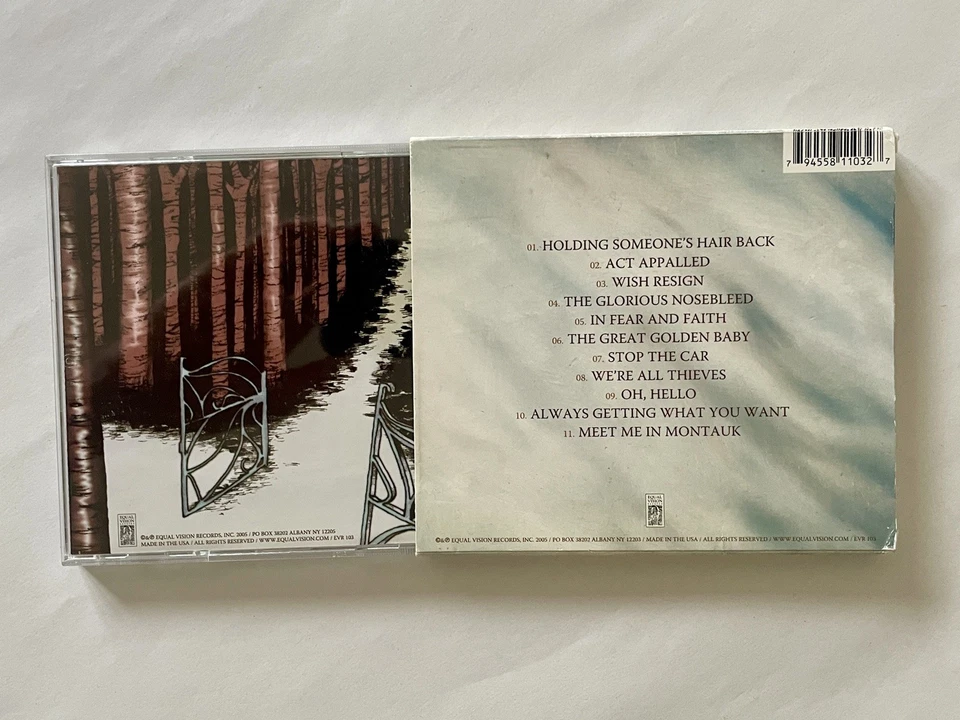 7 94558 11032 7
01. HOLDING SOMEONE'S HAIR BACK
02. ACT APPALLED
03. WISH RESIGN
04. THE GLORIOUS NOSEBLEED
05. IN FEAR AND FAITH
06. THE GREAT GOLDEN BABY
07. STOP THE CAR
08. WE'RE ALL THIEVES
09. OH, HELLO
10. ALWAYS GETTING WHAT YOU WANT
11. MEET ME IN MONTAUK
EQUAL
VISION
©&℗ EQUAL VISION RECORDS, INC. 2005 / PO BOX 38202 ALBANY NY 12203 / MADE IN THE USA / ALL RIGHTS RESERVED / WWW.EQUALVISION.COM / EVR 103
EQUAL
VISION
©&℗ EQUAL VISION RECORDS, INC. 2005 / PO BOX 38202 ALBANY NY 12205
MADE IN THE USA / ALL RIGHTS RESERVED / WWW.EQUALVISION.COM / EVR 103